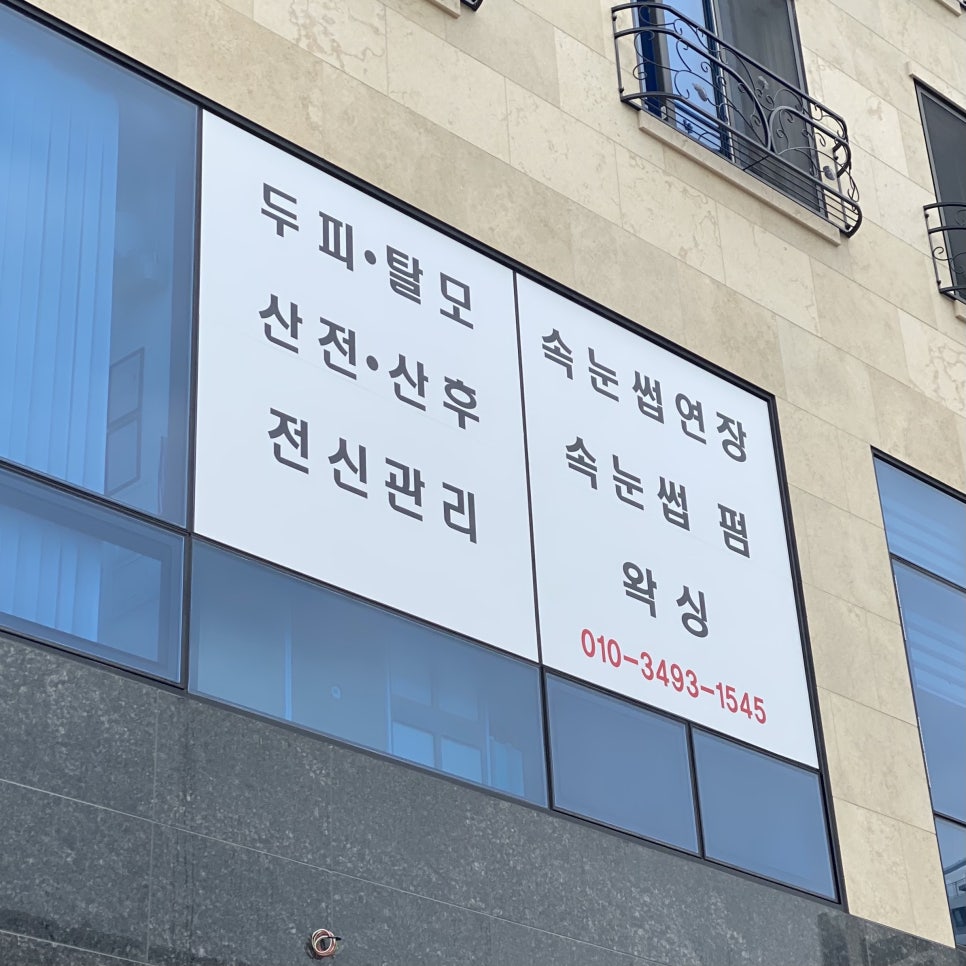 두피·탈모
산전·산후
전신관리
속눈썹연장
속눈썹 펌
왁싱
010-3493-1545